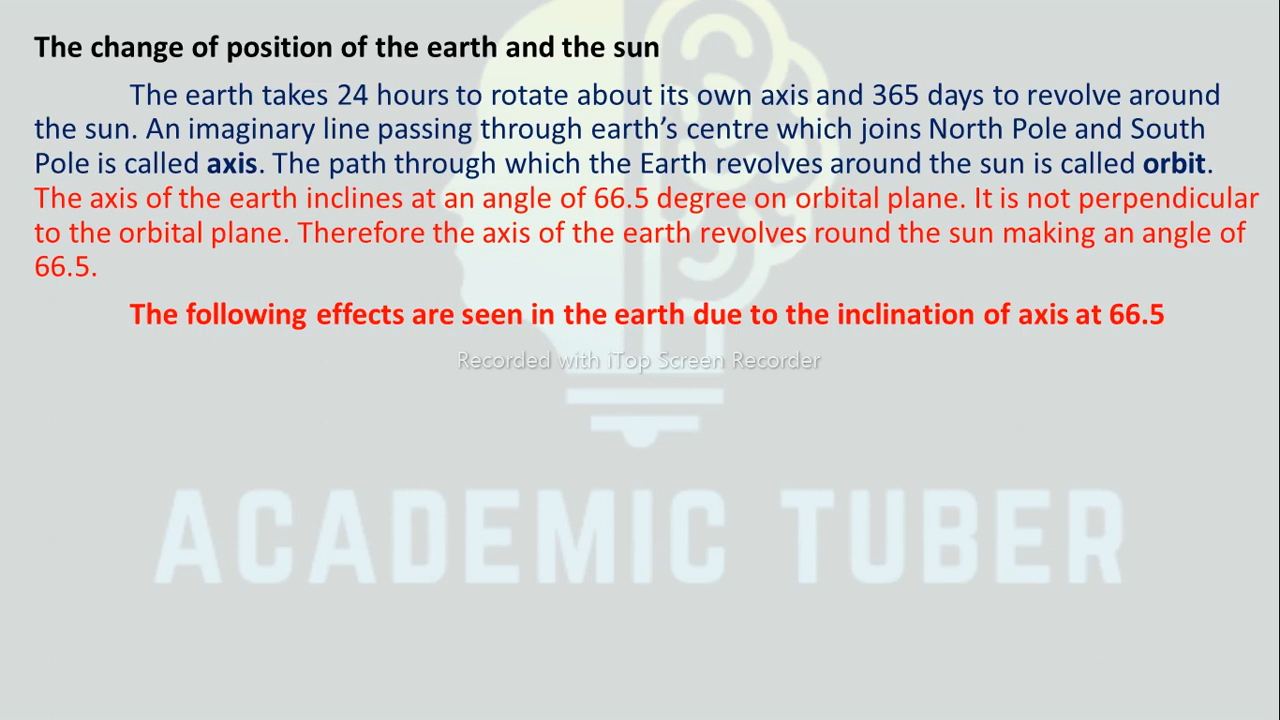 The change of position of the earth and the sun
The earth takes 24 hours to rotate about its own axis and 365 days to revolve around
the sun. An imaginary line passing through earth’s centre which joins North Pole and South
Pole is called axis. The path through which the Earth revolves around the sun is called orbit.
The axis of the earth inclines at an angle of 66.5 degree on orbital plane. It is not perpendicular
to the orbital plane. Therefore the axis of the earth revolves round the sun making an angle of
66.5.
The following effects are seen in the earth due to the inclination of axis at 66.5
Recorded with iTop Screen Recorder
ACADEMIC TUBER